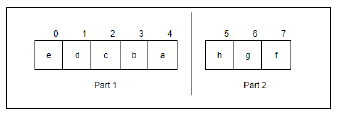 0 1 2 3 4 5 6 7
e d c b a h g f
Part 1 Part 2